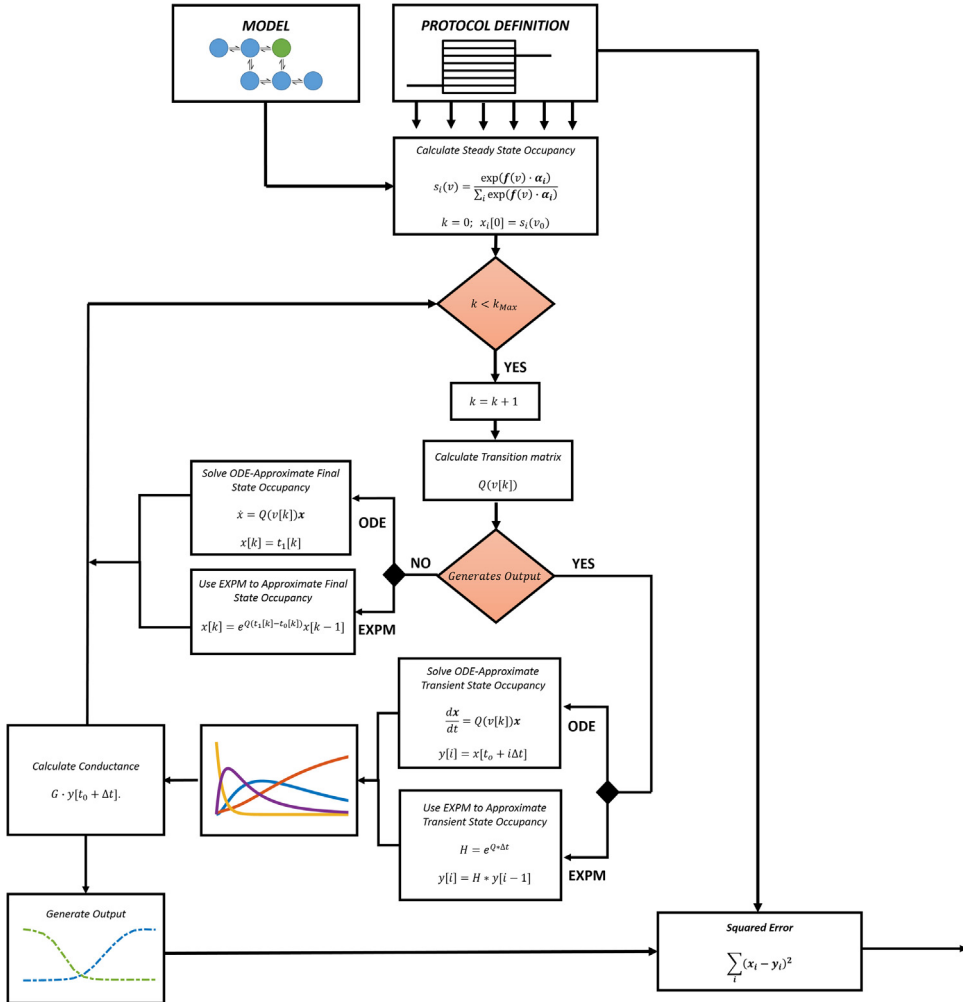 MODEL
PROTOCOL DEFINITION
Calculate Steady State Occupancy
s_i(v) = exp(f(v) · α_i) / ∑_i exp(f(v) · α_i)
k = 0; x_i[0] = s_i(v_0)
k < k_Max
YES
k = k + 1
Calculate Transition matrix
Q(v[k])
Generates Output
NO
YES
Solve ODE-Approximate Final
State Occupancy
ẋ = Q(v[k])x
x[k] = t_1[k]
ODE
Use EXPM to Approximate Final
State Occupancy
x[k] = e^{Q(t_1[k]−t_0[k])}x[k − 1]
EXPM
Solve ODE-Approximate
Transient State Occupancy
dx/dt = Q(v[k])x
y[i] = x[t_o + iΔt]
ODE
Use EXPM to Approximate
Transient State Occupancy
H = e^{Q*Δt}
y[i] = H * y[i − 1]
EXPM
Calculate Conductance
G · y[t_0 + Δt].
Generate Output
Squared Error
∑_i (x_i − y_i)^2